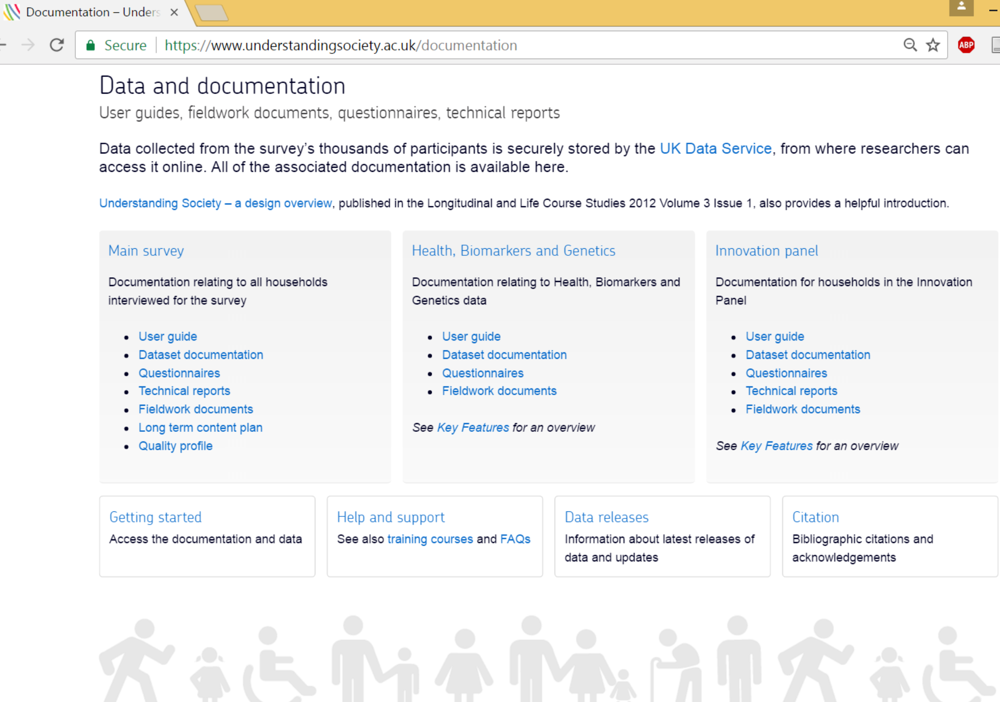 Documentation – Unders
Secure
https://www.understandingsociety.ac.uk/documentation
ABP
Data and documentation
User guides, fieldwork documents, questionnaires, technical reports
Data collected from the survey’s thousands of participants is securely stored by the UK Data Service, from where researchers can
access it online. All of the associated documentation is available here.
Understanding Society – a design overview, published in the Longitudinal and Life Course Studies 2012 Volume 3 Issue 1, also provides a helpful introduction.
Main survey
Documentation relating to all households
interviewed for the survey
User guide
Dataset documentation
Questionnaires
Technical reports
Fieldwork documents
Long term content plan
Quality profile
Health, Biomarkers and Genetics
Documentation relating to Health, Biomarkers and
Genetics data
User guide
Dataset documentation
Questionnaires
Fieldwork documents
See Key Features for an overview
Innovation panel
Documentation for households in the Innovation
Panel
User guide
Dataset documentation
Questionnaires
Technical reports
Fieldwork documents
See Key Features for an overview
Getting started
Access the documentation and data
Help and support
See also training courses and FAQs
Data releases
Information about latest releases of
data and updates
Citation
Bibliographic citations and
acknowledgements